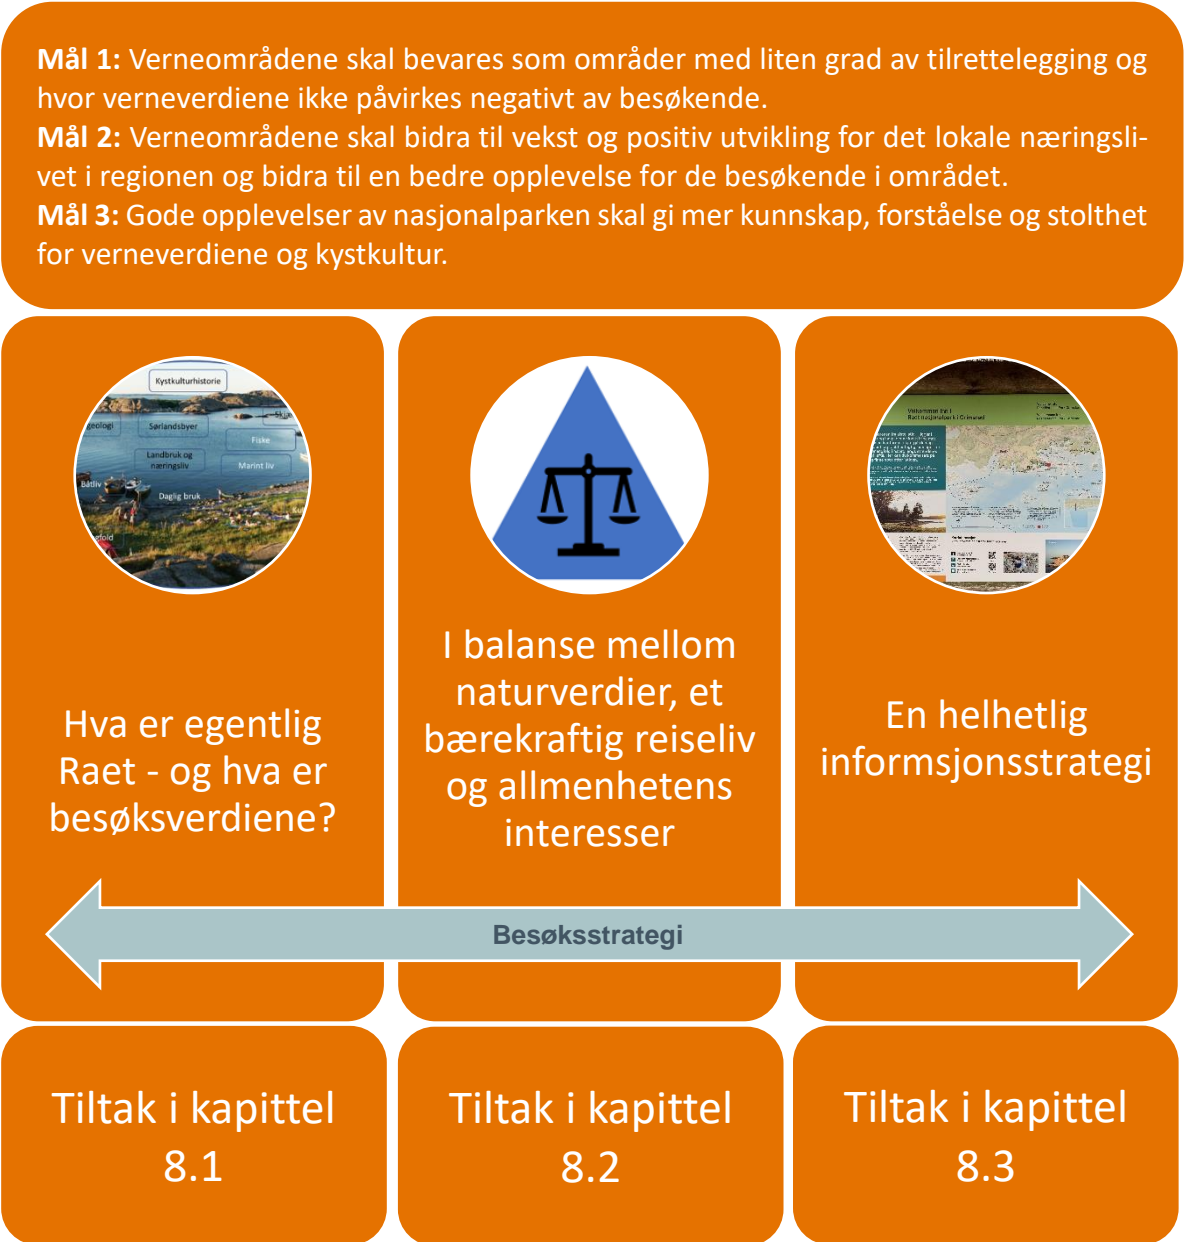 Mål 1: Verneområdene skal bevares som områder med liten grad av tilrettelegging og
hvor verneverdiene ikke påvirkes negativt av besøkende.
Mål 2: Verneområdene skal bidra til vekst og positiv utvikling for det lokale næringsli-
vet i regionen og bidra til en bedre opplevelse for de besøkende i området.
Mål 3: Gode opplevelser av nasjonalparken skal gi mer kunnskap, forståelse og stolthet
for verneverdiene og kystkultur.
Kystkulturhistorie
geologi
Sørlandsbyer
Fiske
Landbruk og
næringsliv
Marint liv
Båtliv
Daglig bruk
Hva er egentlig
Raet - og hva er
besøksverdiene?
I balanse mellom
naturverdier, et
bærekraftig reiseliv
og allmenhetens
interesser
Velkommen inn i
Raet nasjonalpark i Grimstad
En helhetlig
informsjonsstrategi
Besøksstrategi
Tiltak i kapittel
8.1
Tiltak i kapittel
8.2
Tiltak i kapittel
8.3